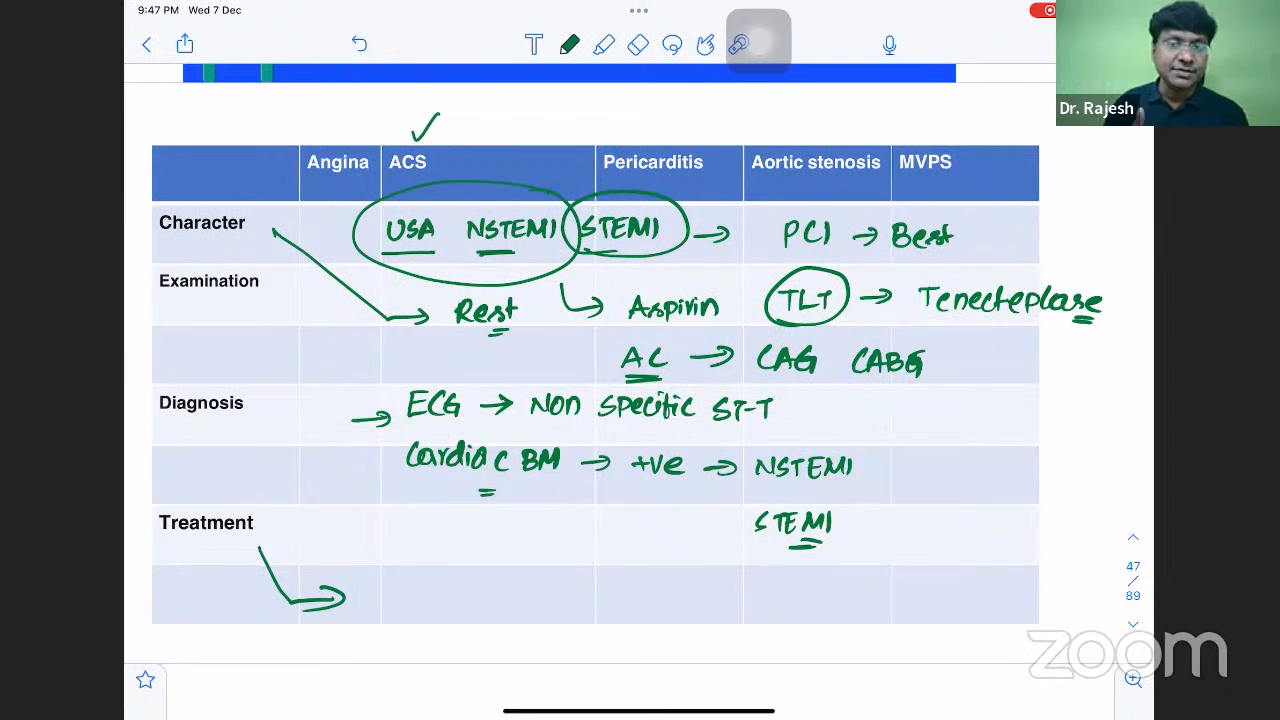 9:47 PM Wed 7 Dec
T
Dr. Rajesh
Angina ACS Pericarditis Aortic stenosis MVPS
Character USA NSTEMI STEMI → PCI → Best
Examination → Rest → Aspirin TLT → Tenecteplase
AC → CAG CABG
Diagnosis → ECG → Non specific ST-T
Cardiac BM → +ve → NSTEMI
Treatment STEMI
47
/
89
zoom